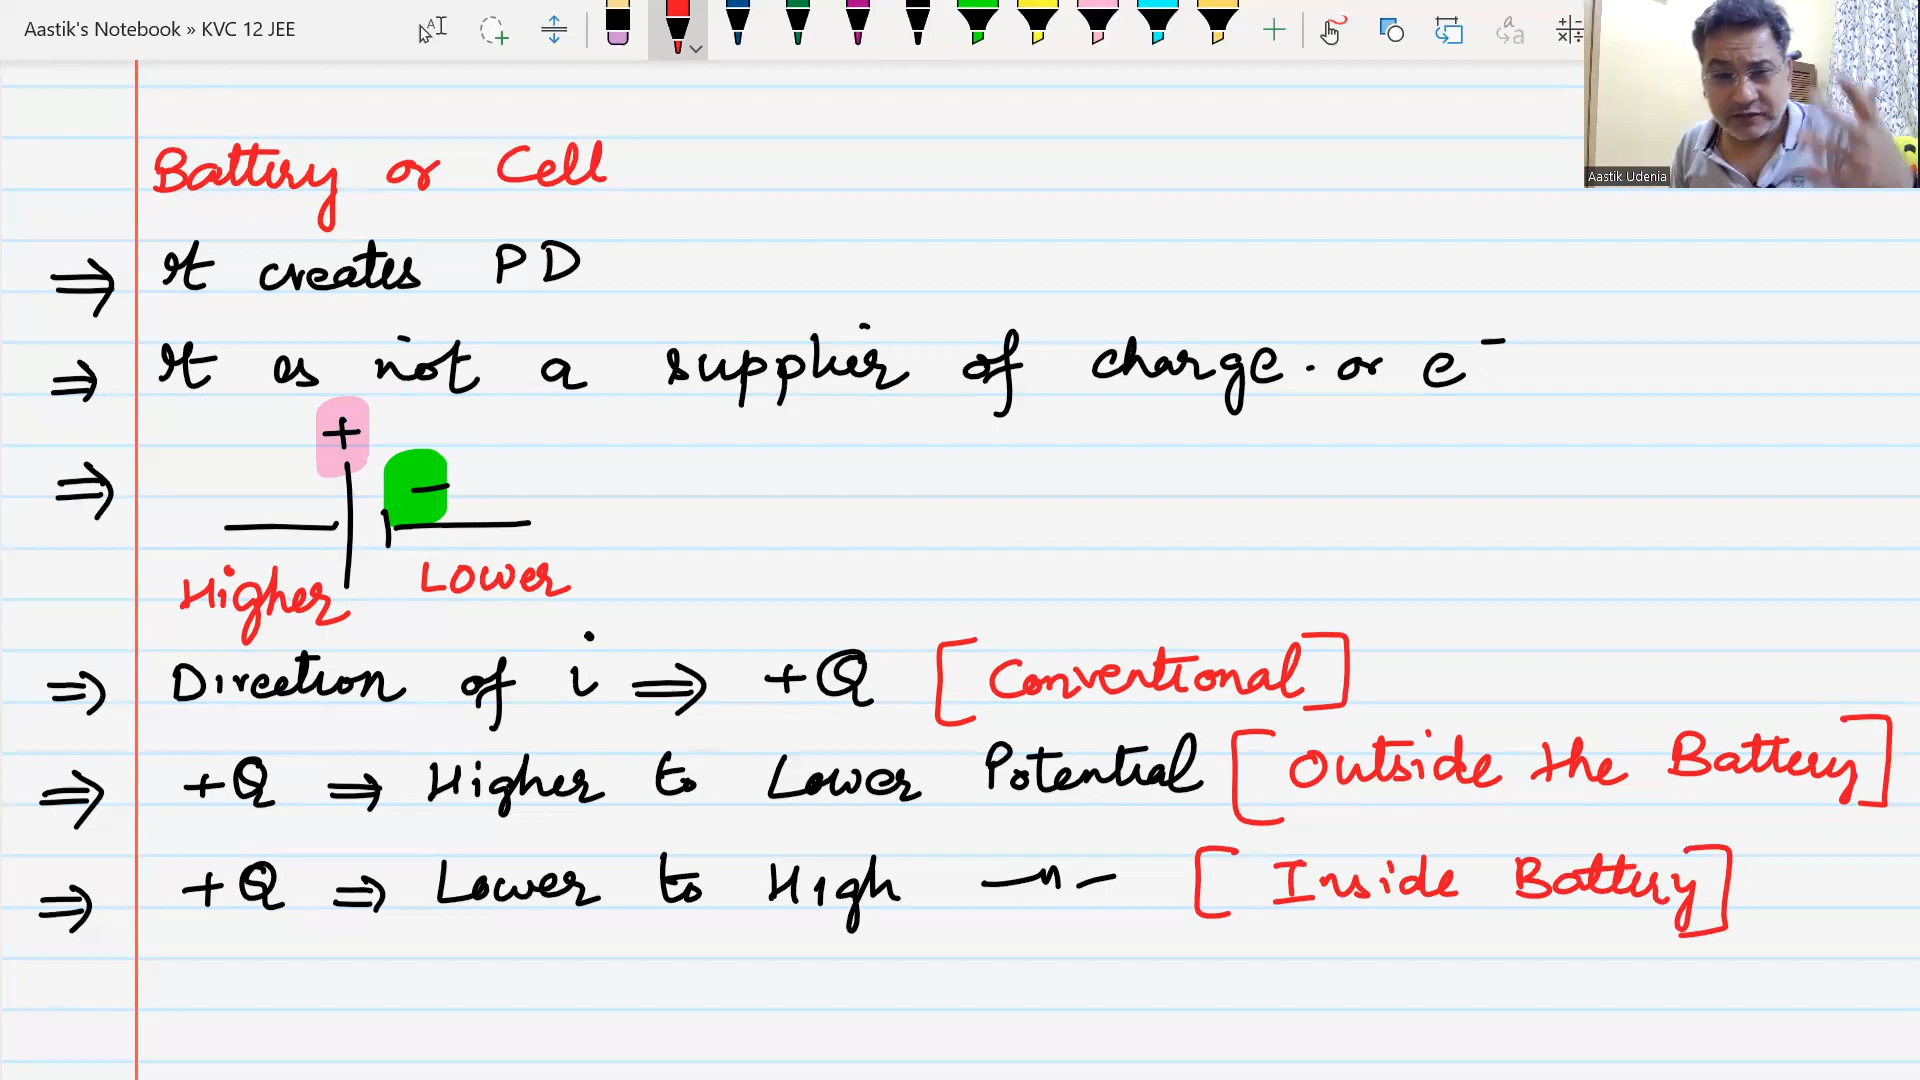 Aastik's Notebook » KVC 12 JEE
Aastik Udenia
Battery or Cell
⇒ It creates PD
⇒ It is not a supplier of charge. or e⁻
⇒ + −
Higher Lower
⇒ Direction of i ⇒ +Q [Conventional]
⇒ +Q ⇒ Higher to Lower Potential [Outside the Battery]
⇒ +Q ⇒ Lower to High —〃— [Inside Battery]